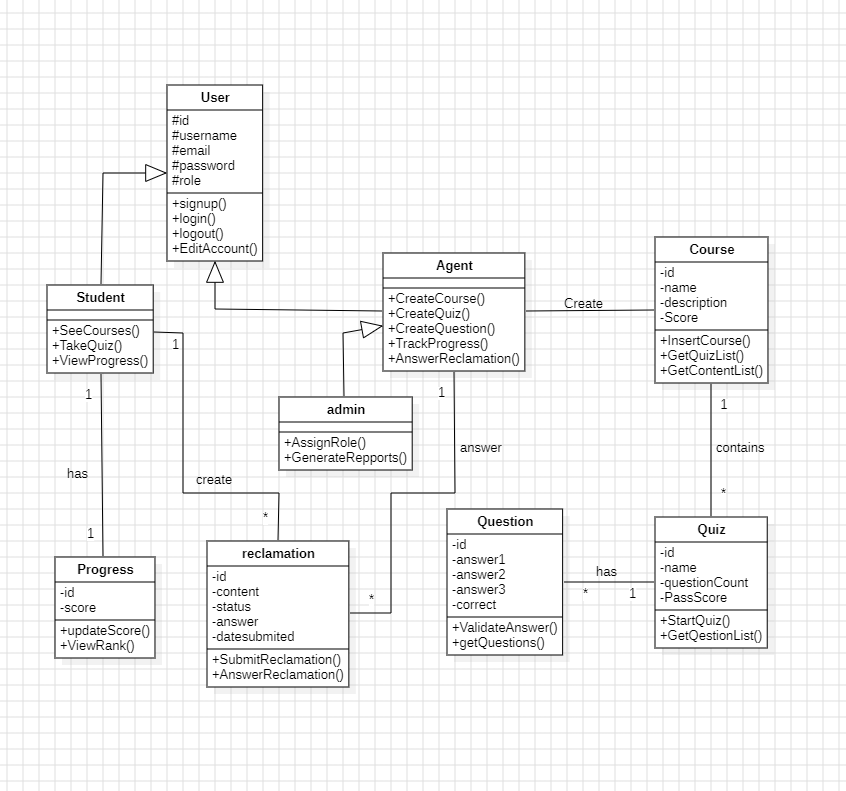 User
#id
#username
#email
#password
#role
+signup()
+login()
+logout()
+EditAccount()
Agent
+CreateCourse()
+CreateQuiz()
+CreateQuestion()
+TrackProgress()
+AnswerReclamation()
Create
Course
-id
-name
-description
-Score
+InsertCourse()
+GetQuizList()
+GetContentList()
Student
+SeeCourses()
+TakeQuiz()
+ViewProgress()
1
1
has
1
create
*
admin
+AssignRole()
+GenerateRepports()
1
answer
*
1
contains
*
Progress
-id
-score
+updateScore()
+ViewRank()
reclamation
-id
-content
-status
-answer
-datesubmited
+SubmitReclamation()
+AnswerReclamation()
Question
-id
-answer1
-answer2
-answer3
-correct
+ValidateAnswer()
+getQuestions()
has
*
1
Quiz
-id
-name
-questionCount
-PassScore
+StartQuiz()
+GetQestionList()